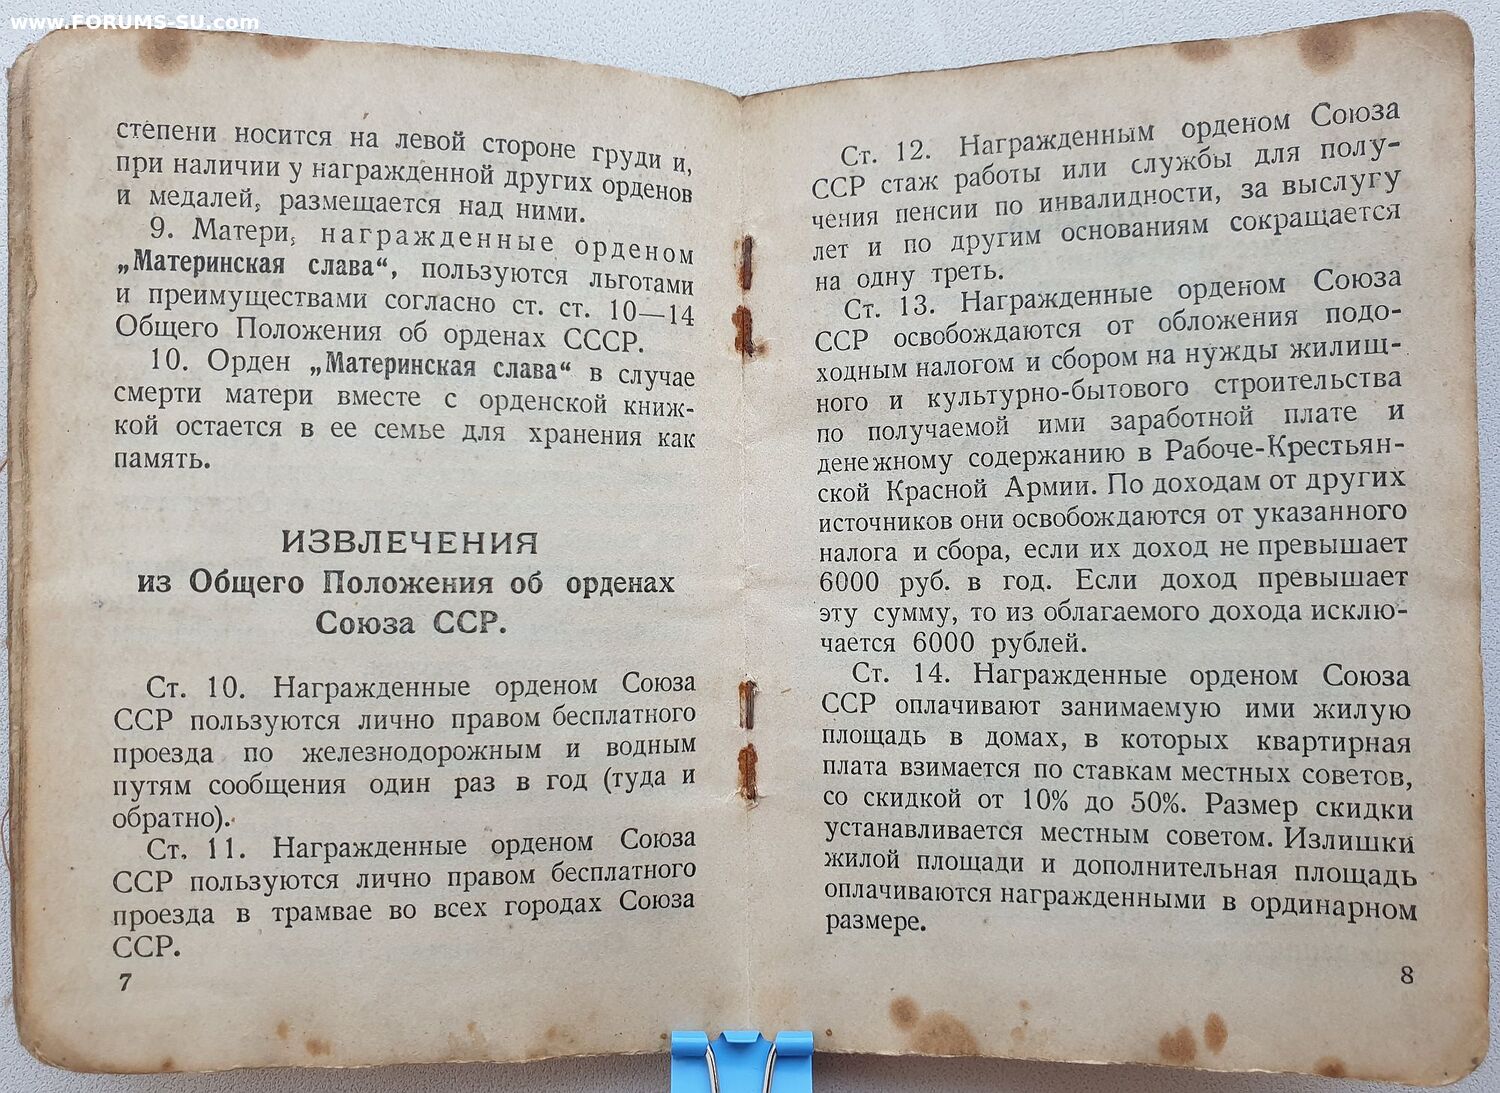 www.FORUMS-SU.com
степени носится на левой стороне груди и,
при наличии у награжденной других орденов
и медалей, размещается над ними.
9. Матери, награжденные орденом
„Материнская слава“, пользуются льготами
и преимуществами согласно ст. ст. 10—14
Общего Положения об орденах СССР.
10. Орден „Материнская слава“ в случае
смерти матери вместе с орденской книж-
кой остается в ее семье для хранения как
память.
ИЗВЛЕЧЕНИЯ
из Общего Положения об орденах
Союза ССР.
Ст. 10. Награжденные орденом Союза
ССР пользуются лично правом бесплатного
проезда по железнодорожным и водным
путям сообщения один раз в год (туда и
обратно).
Ст. 11. Награжденные орденом Союза
ССР пользуются лично правом бесплатного
проезда в трамвае во всех городах Союза
ССР.
7
Ст. 12. Награжденным орденом Союза
ССР стаж работы или службы для полу-
чения пенсии по инвалидности, за выслугу
лет и по другим основаниям сокращается
на одну треть.
Ст. 13. Награжденные орденом Союза
ССР освобождаются от обложения подо-
ходным налогом и сбором на нужды жилищ-
ного и культурно-бытового строительства
по получаемой ими заработной плате и
денежному содержанию в Рабоче-Крестьян-
ской Красной Армии. По доходам от других
источников они освобождаются от указанного
налога и сбора, если их доход не превышает
6000 руб. в год. Если доход превышает
эту сумму, то из облагаемого дохода исклю-
чается 6000 рублей.
Ст. 14. Награжденные орденом Союза
ССР оплачивают занимаемую ими жилую
площадь в домах, в которых квартирная
плата взимается по ставкам местных советов,
со скидкой от 10% до 50%. Размер скидки
устанавливается местным советом. Излишки
жилой площади и дополнительная площадь
оплачиваются награжденными в ординарном
размере.
8